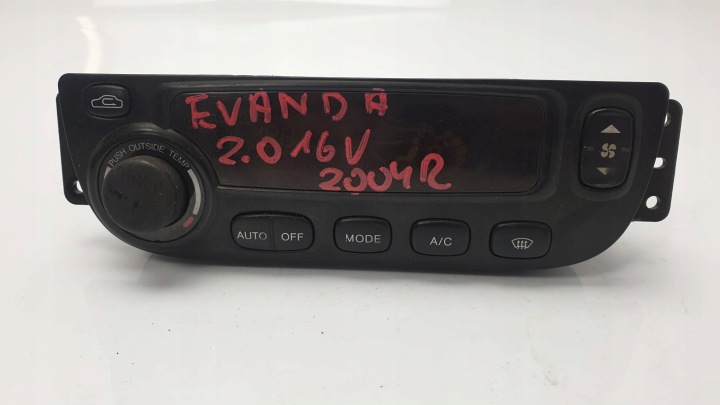 EVANDA
2.0 16V
2004R
PUSH OUTSIDE TEMP
AUTO OFF MODE A/C